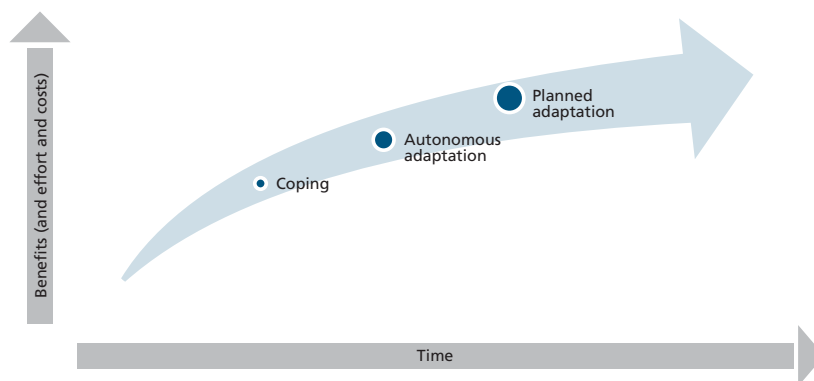 Benefits (and effort and costs)
Planned
adaptation
Autonomous
adaptation
Coping
Time